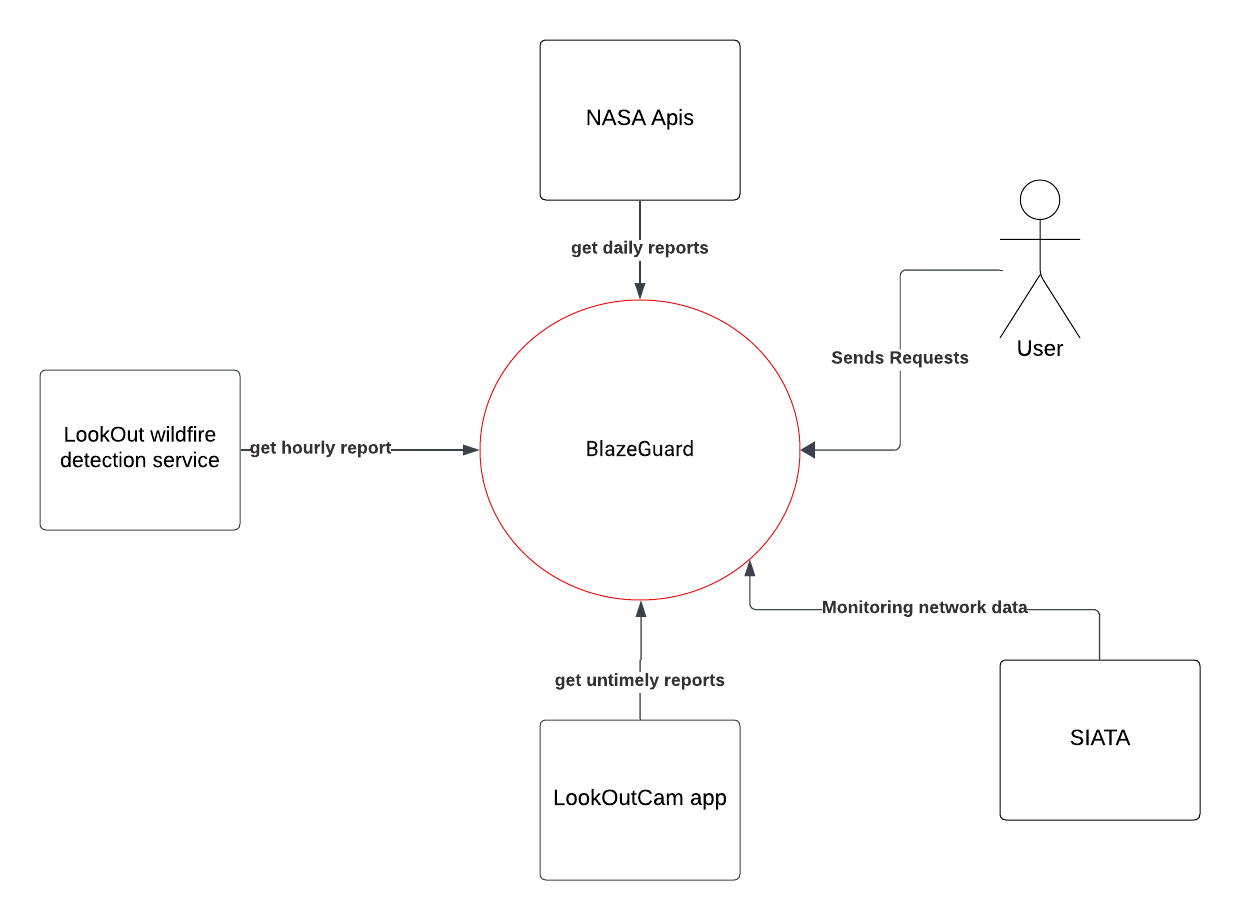 NASA Apis
get daily reports
User
Sends Requests
LookOut wildfire
detection service
get hourly report
BlazeGuard
Monitoring network data
get untimely reports
SIATA
LookOutCam app